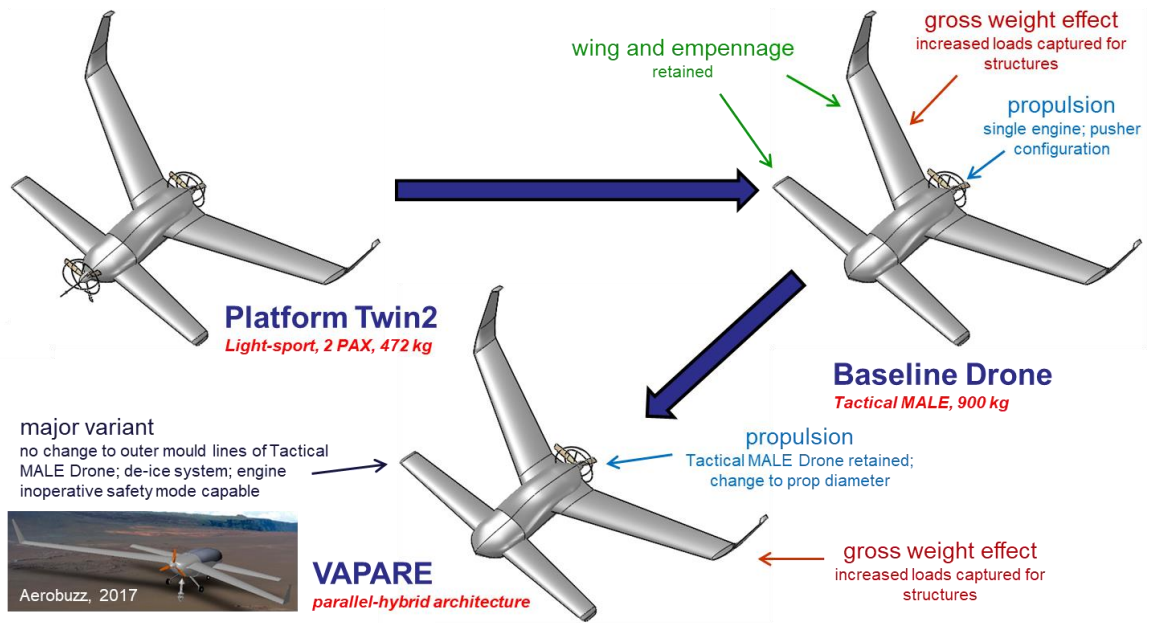 wing and empennage
retained
gross weight effect
increased loads captured for
structures
propulsion
single engine; pusher
configuration
Platform Twin2
Light-sport, 2 PAX, 472 kg
Baseline Drone
Tactical MALE, 900 kg
major variant
no change to outer mould lines of Tactical
MALE Drone; de-ice system; engine
inoperative safety mode capable
propulsion
Tactical MALE Drone retained;
change to prop diameter
Aerobuzz, 2017
VAPARE
parallel-hybrid architecture
gross weight effect
increased loads captured for
structures